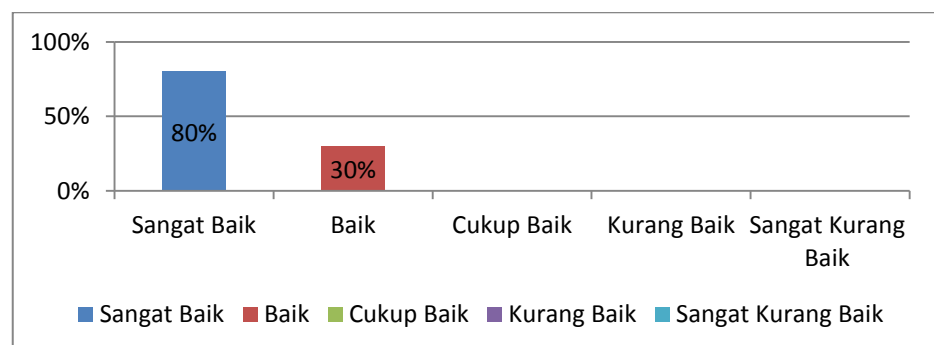 100%
50%
0%
80%
30%
Sangat Baik
Baik
Cukup Baik
Kurang Baik
Sangat Kurang
Baik
Sangat Baik Baik Cukup Baik Kurang Baik Sangat Kurang Baik